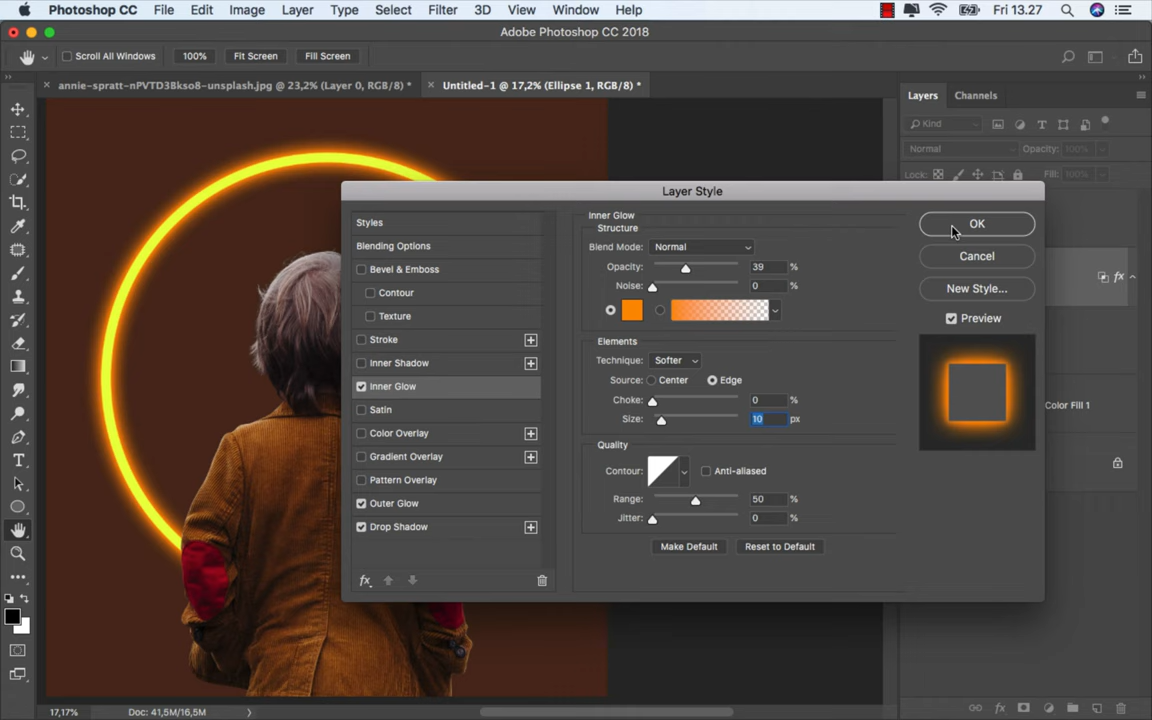 Photoshop CC File Edit Image Layer Type Select Filter 3D View Window Help Fri 13.27
Adobe Photoshop CC 2018
Scroll All Windows 100% Fit Screen Fill Screen
annie-spratt-nPVTD3Bkso8-unsplash.jpg @ 23,2% (Layer 0, RGB/8) * Untitled-1 @ 17,2% (Ellipse 1, RGB/8) *
Layers Channels
Kind
Normal Opacity: 100%
Lock: Fill: 100%
Layer Style
Styles
Blending Options
Bevel & Emboss
Contour
Texture
Stroke
Inner Shadow
Inner Glow
Satin
Color Overlay
Gradient Overlay
Pattern Overlay
Outer Glow
Drop Shadow
fx
Inner Glow
Structure
Blend Mode: Normal
Opacity: 39 %
Noise: 0 %
Elements
Technique: Softer
Source: Center Edge
Choke: 0 %
Size: 10 px
Quality
Contour: Anti-aliased
Range: 50 %
Jitter: 0 %
Make Default Reset to Default
OK
Cancel
New Style...
Preview
fx
Color Fill 1
17,17% Doc: 41,5M/16,5M
fx